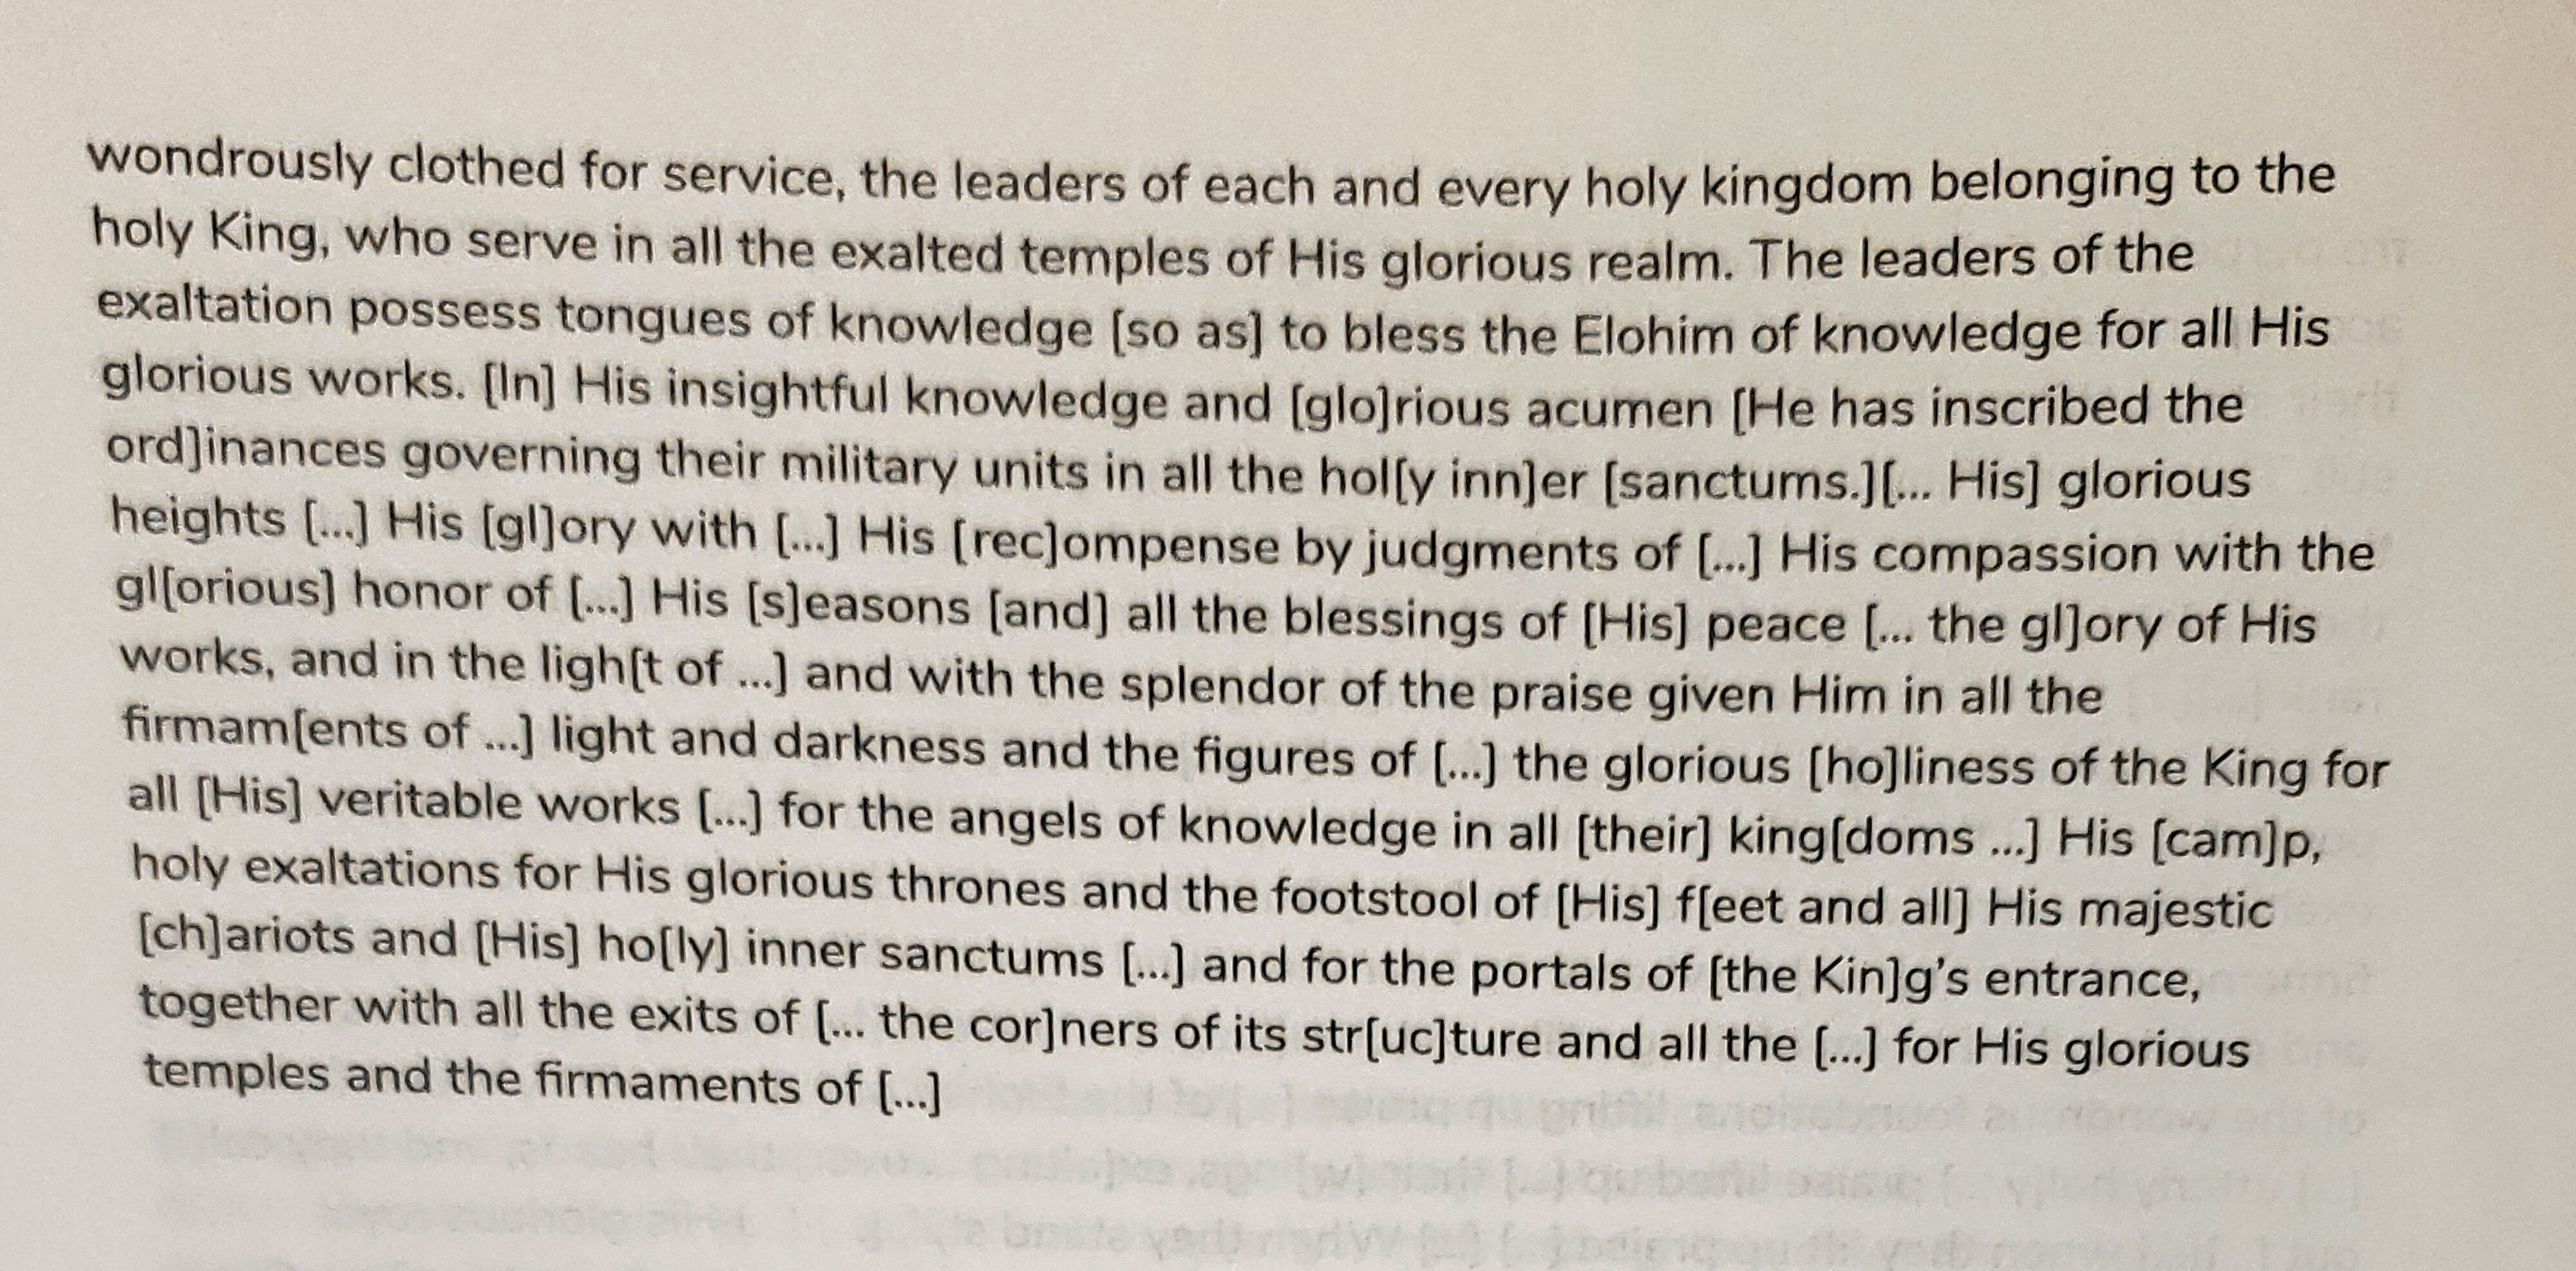 wondrously clothed for service, the leaders of each and every holy kingdom belonging to the
holy King, who serve in all the exalted temples of His glorious realm. The leaders of the
exaltation possess tongues of knowledge [so as] to bless the Elohim of knowledge for all His
glorious works. [In] His insightful knowledge and [glo]rious acumen [He has inscribed the
ord]inances governing their military units in all the hol[y inn]er [sanctums.][... His] glorious
heights [...] His [gl]ory with [...] His [rec]ompense by judgments of [...] His compassion with the
gl[orious] honor of [...] His [s]easons [and] all the blessings of [His] peace [... the gl]ory of His
works, and in the ligh[t of ...] and with the splendor of the praise given Him in all the
firmam[ents of ...] light and darkness and the figures of [...] the glorious [ho]liness of the King for
all [His] veritable works [...] for the angels of knowledge in all [their] king[doms ...] His [cam]p,
holy exaltations for His glorious thrones and the footstool of [His] f[eet and all] His majestic
[ch]ariots and [His] ho[ly] inner sanctums [...] and for the portals of [the Kin]g's entrance,
together with all the exits of [... the cor]ners of its str[uc]ture and all the [...] for His glorious
temples and the firmaments of [...]